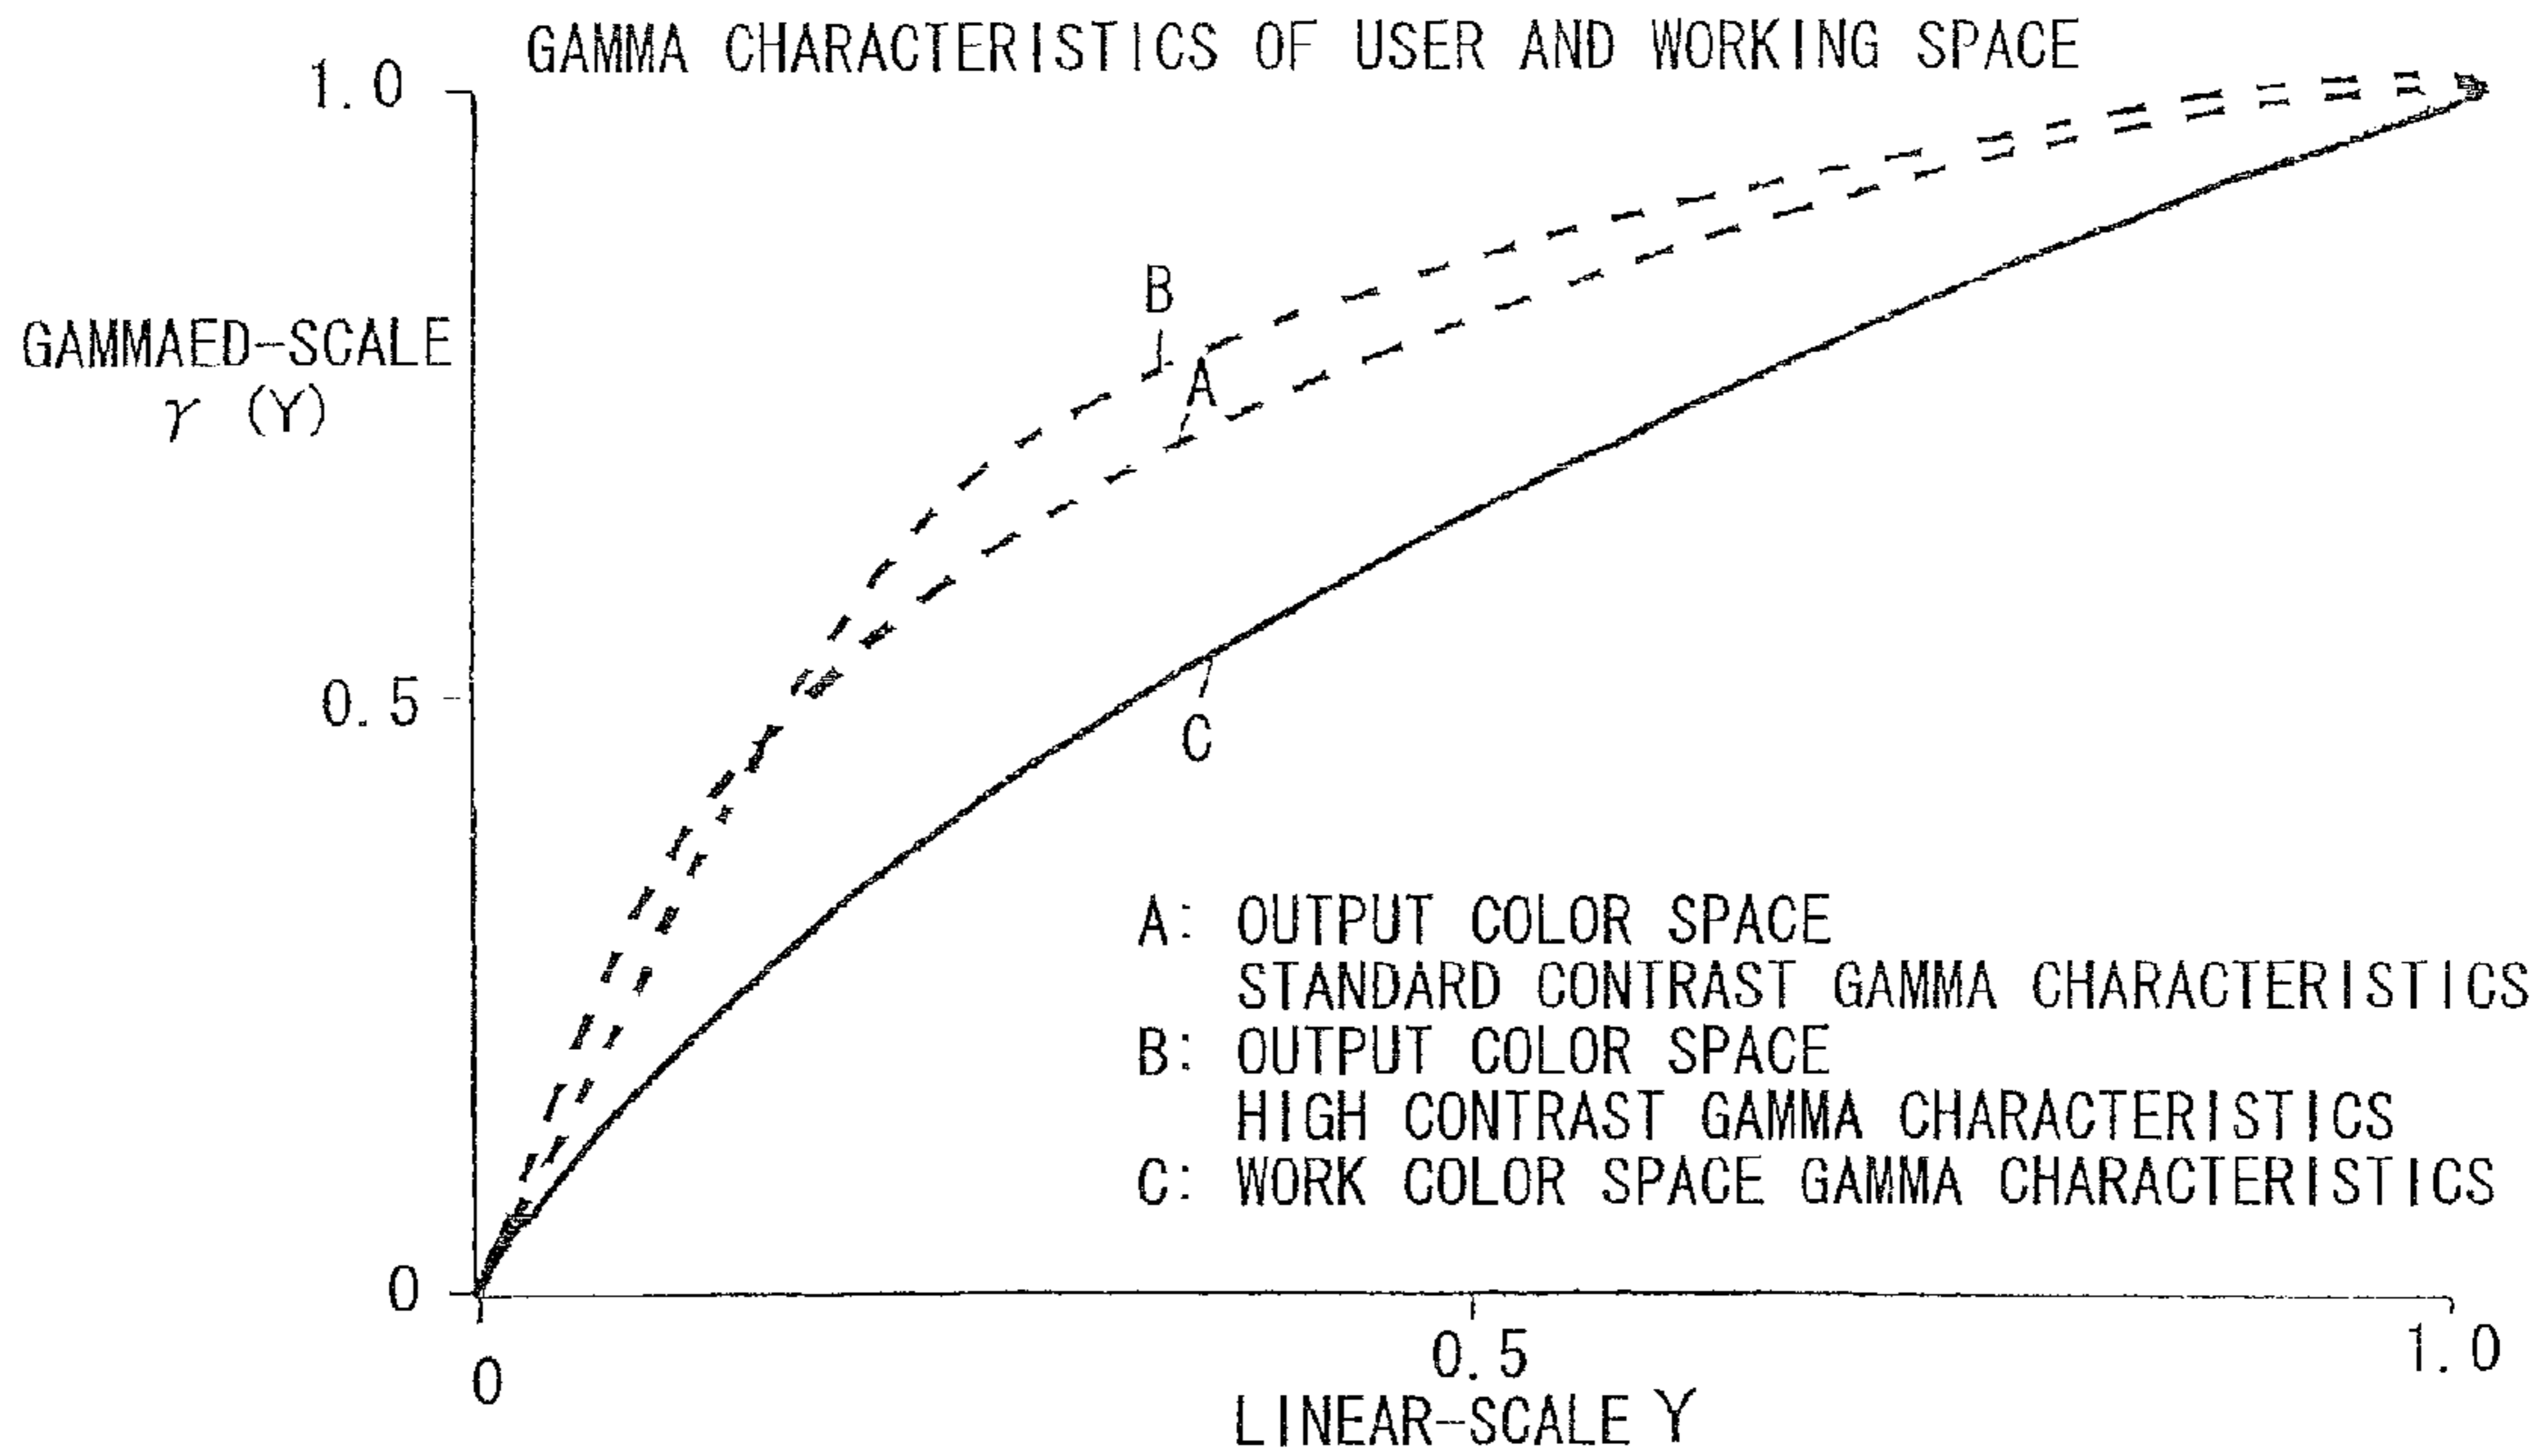 GAMMA CHARACTERISTICS OF USER AND WORKING SPACE
1.0
B
GAMMAED-SCALE
A
γ (Y)
0.5
C
A: OUTPUT COLOR SPACE
STANDARD CONTRAST GAMMA CHARACTERISTICS
B: OUTPUT COLOR SPACE
HIGH CONTRAST GAMMA CHARACTERISTICS
C: WORK COLOR SPACE GAMMA CHARACTERISTICS
0
0
0.5
1.0
LINEAR-SCALE Y